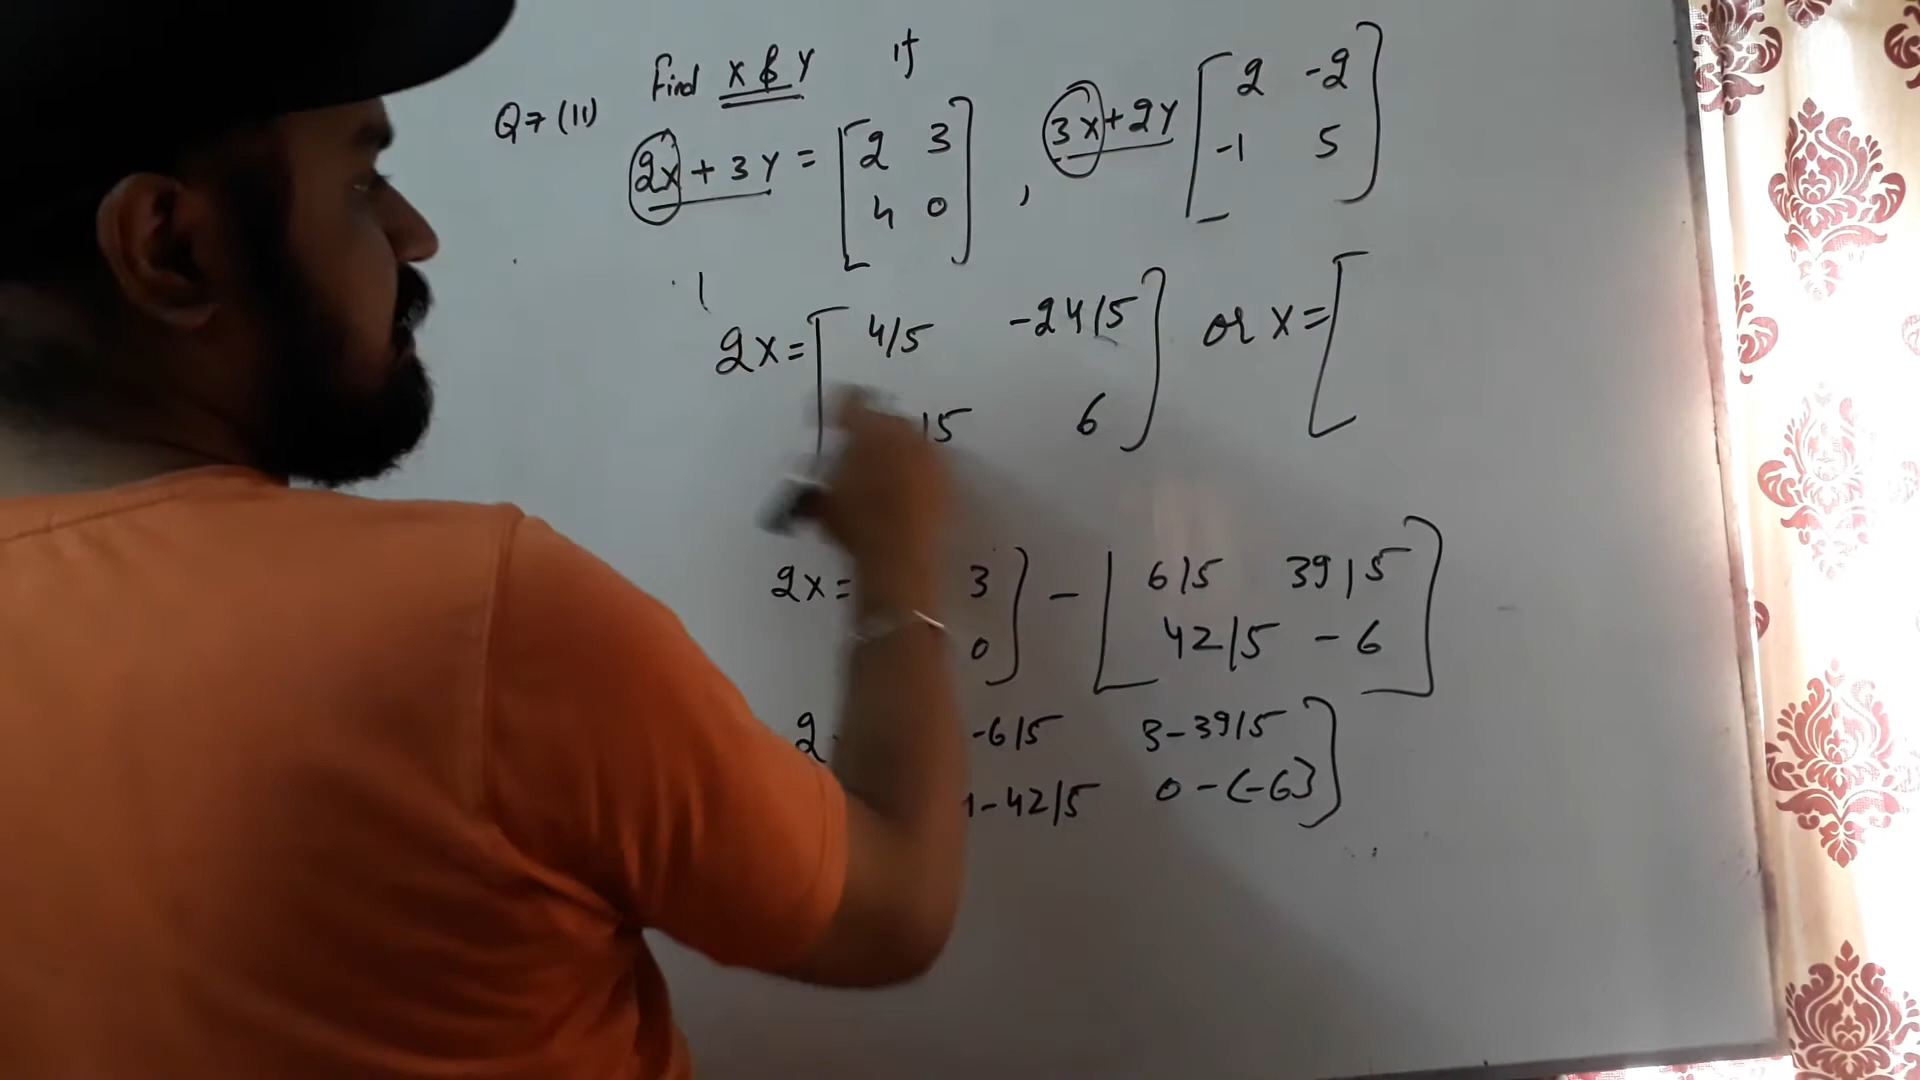 Find X & Y if
Q7 (II)
2X + 3Y = [2 3
4 0] , 3X + 2Y [2 -2
-1 5]
2X = [4/5 -24/5
15 6] or X = [
2X = 3
0] - [6/5 39/5
42/5 -6]
2 -6/5 3-39/5
-42/5 0-(-6)]